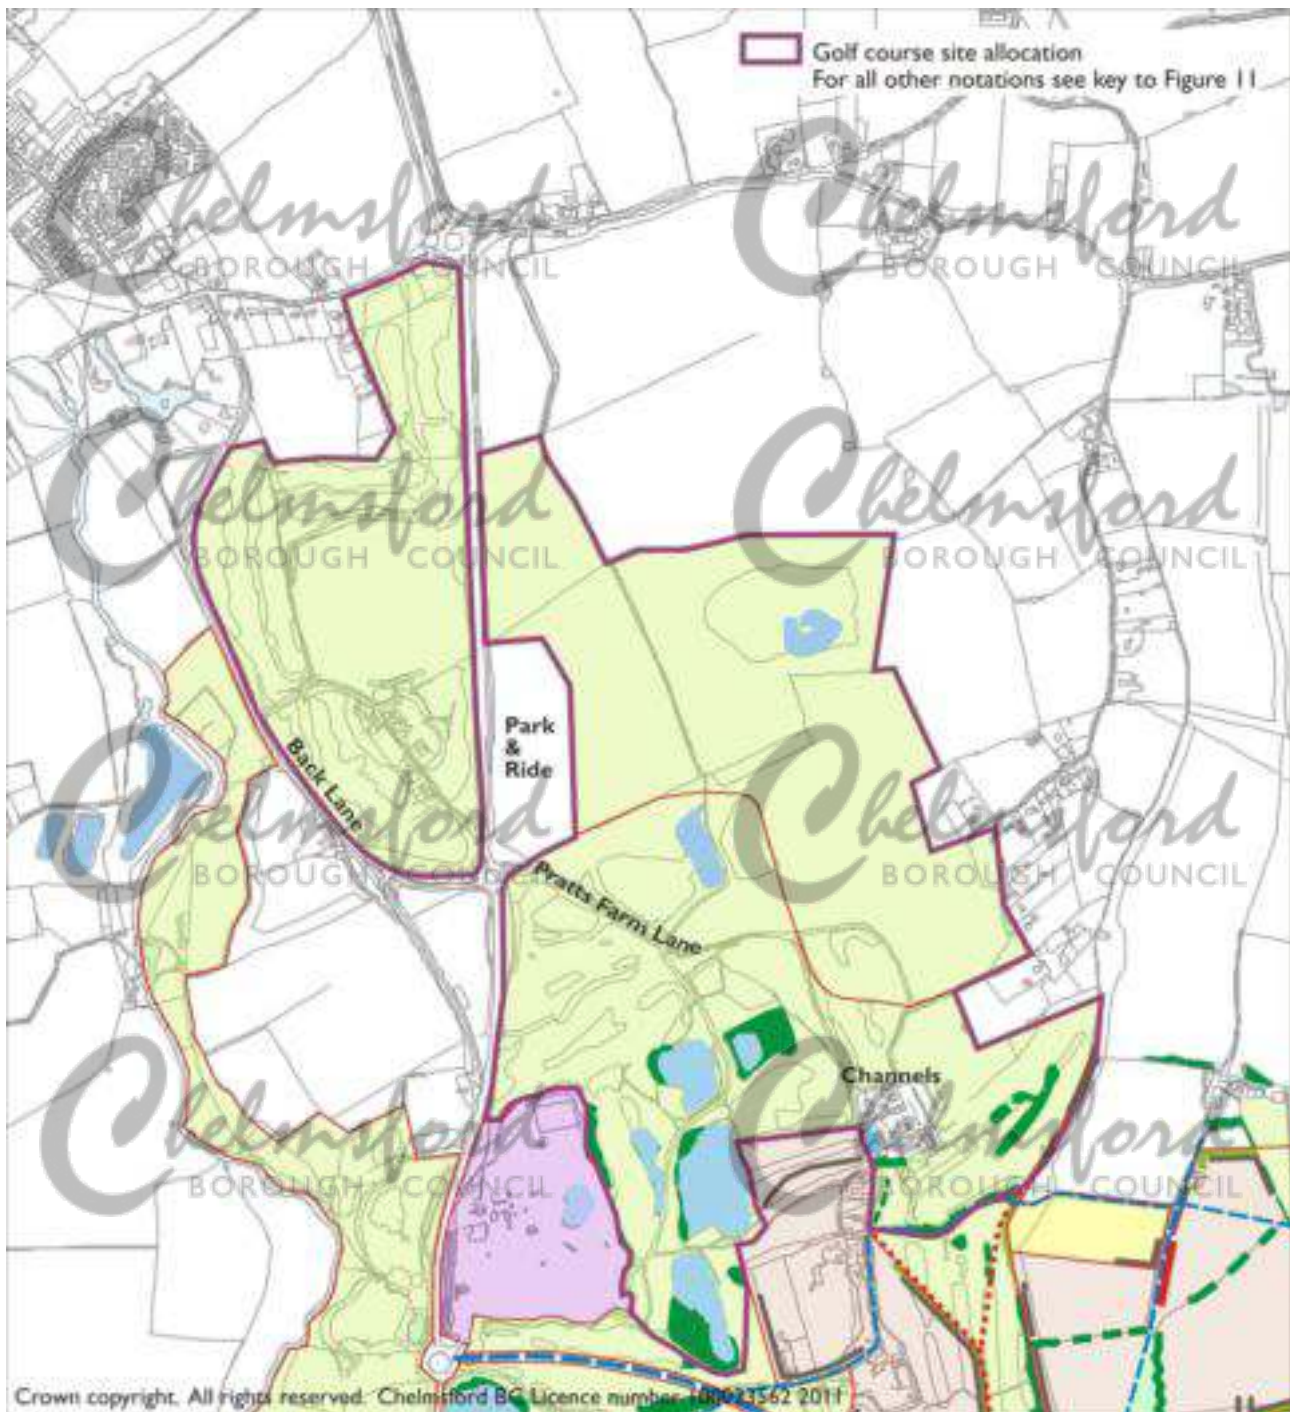 Golf course site allocation
For all other notations see key to Figure 11
Chelmsford
BOROUGH COUNCIL
Chelmsford
BOROUGH COUNCIL
Chelmsford
BOROUGH COUNCIL
Chelmsford
BOROUGH COUNCIL
Park
&
Ride
Back Lane
Chelmsford
BOROUGH COUNCIL
Chelmsford
BOROUGH COUNCIL
Pratts Farm Lane
Channels
Chelmsford
BOROUGH COUNCIL
Chelmsford
BOROUGH COUNCIL
Crown copyright. All rights reserved. Chelmsford BC Licence number 100023562 2011